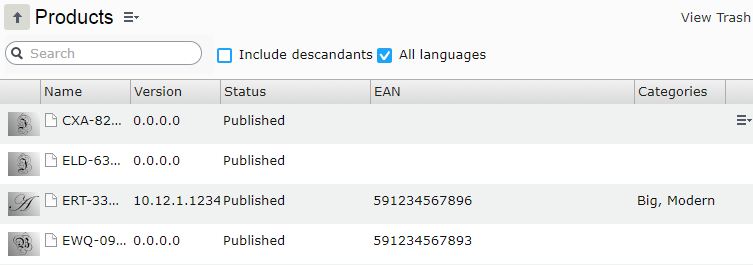 Products View Trash
Search Include descandants All languages
Name Version Status EAN Categories
CXA-82... 0.0.0.0 Published
ELD-63... 0.0.0.0 Published
ERT-33... 10.12.1.1234 Published 591234567896 Big, Modern
EWQ-09... 0.0.0.0 Published 591234567893